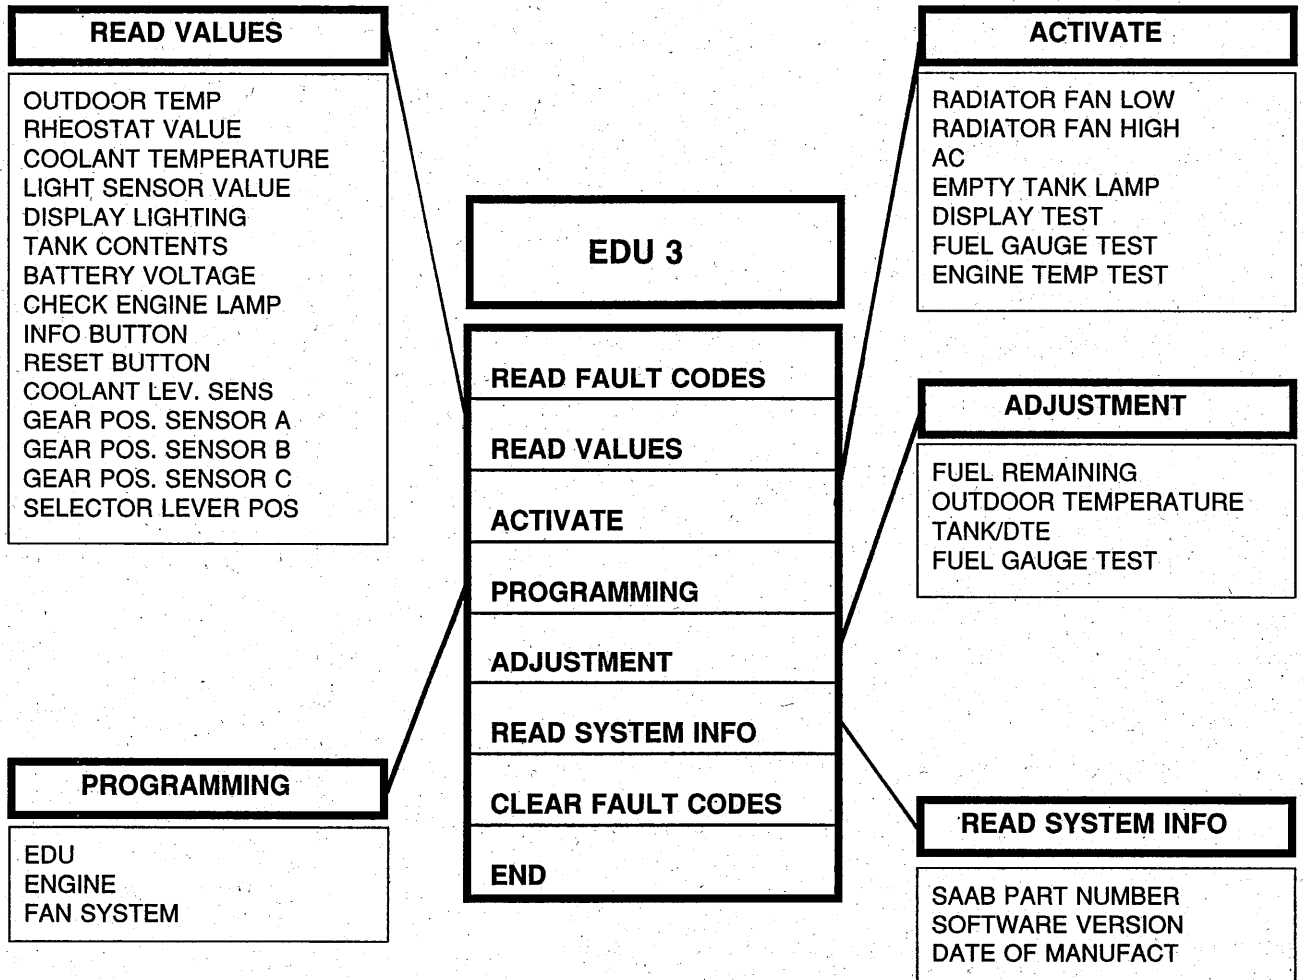 READ VALUES
OUTDOOR TEMP
RHEOSTAT VALUE
COOLANT TEMPERATURE
LIGHT SENSOR VALUE
DISPLAY LIGHTING
TANK CONTENTS
BATTERY VOLTAGE
CHECK ENGINE LAMP
INFO BUTTON
RESET BUTTON
COOLANT LEV. SENS
GEAR POS. SENSOR A
GEAR POS. SENSOR B
GEAR POS. SENSOR C
SELECTOR LEVER POS
PROGRAMMING
EDU
ENGINE
FAN SYSTEM
EDU 3
READ FAULT CODES
READ VALUES
ACTIVATE
PROGRAMMING
ADJUSTMENT
READ SYSTEM INFO
CLEAR FAULT CODES
END
ACTIVATE
RADIATOR FAN LOW
RADIATOR FAN HIGH
AC
EMPTY TANK LAMP
DISPLAY TEST
FUEL GAUGE TEST
ENGINE TEMP TEST
ADJUSTMENT
FUEL REMAINING
OUTDOOR TEMPERATURE
TANK/DTE
FUEL GAUGE TEST
READ SYSTEM INFO
SAAB PART NUMBER
SOFTWARE VERSION
DATE OF MANUFACT